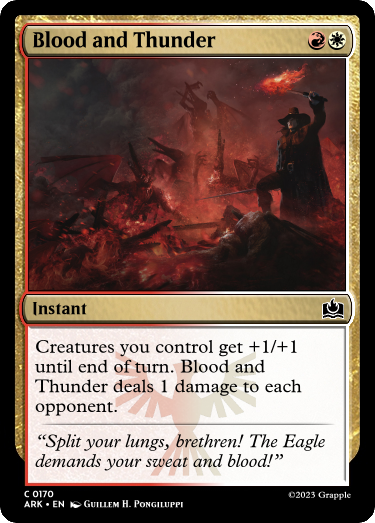 Blood and Thunder
Instant
Creatures you control get +1/+1
until end of turn. Blood and
Thunder deals 1 damage to each
opponent.
“Split your lungs, brethren! The Eagle
demands your sweat and blood!”
C 0170
ARK • EN Guillem H. Pongiluppi
©2023 Grapple